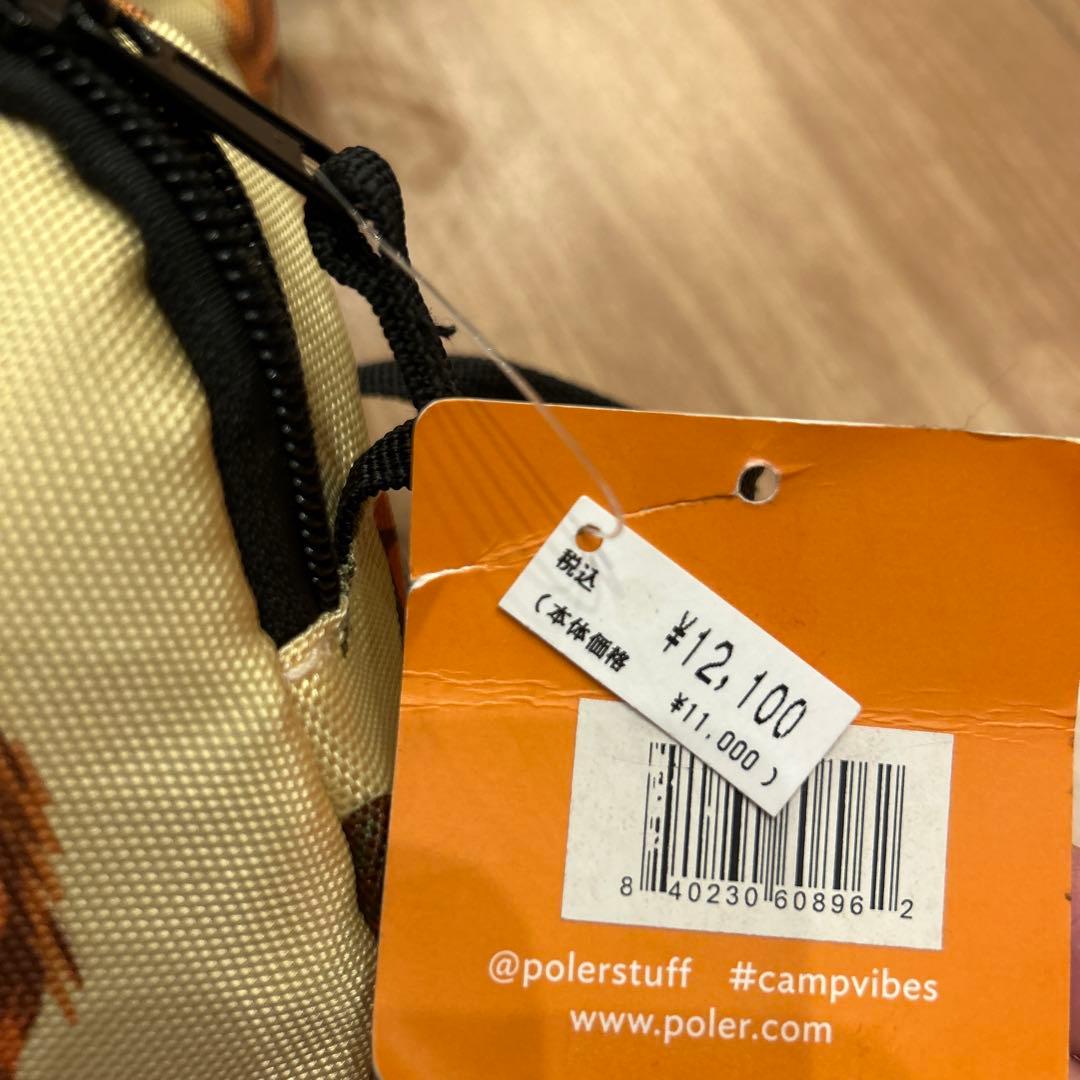 税込 ¥12,100
(本体価格 ¥11,000)
8 40230 60896 2
@polerstuff #campvibes
www.poler.com